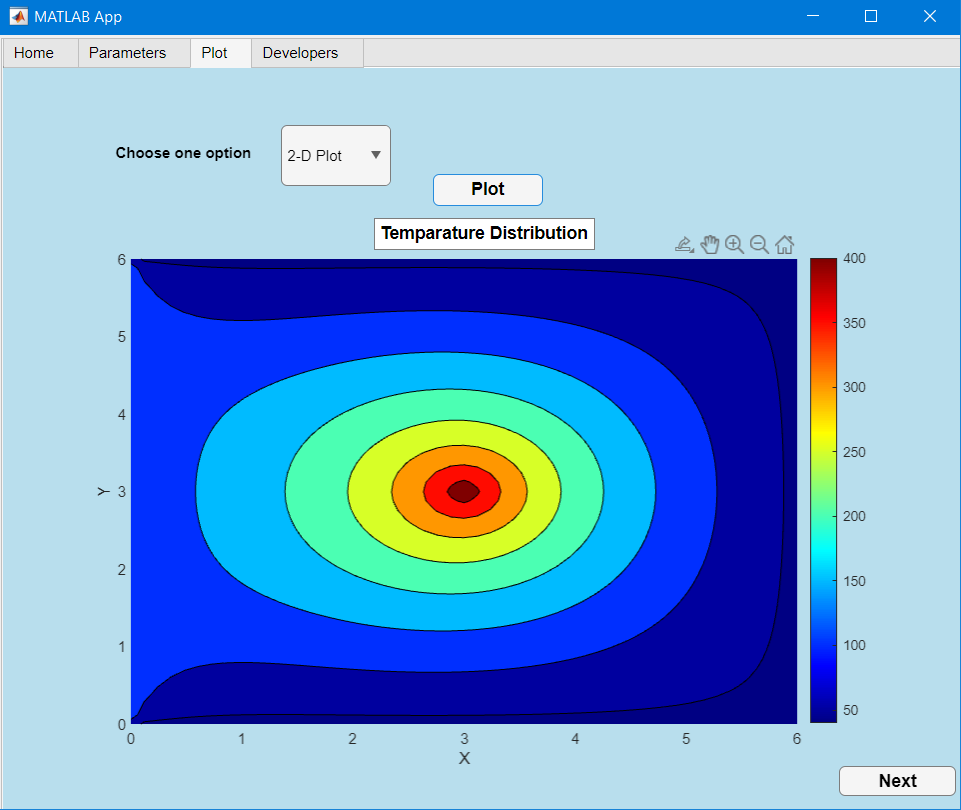 MATLAB App
Home Parameters Plot Developers
Choose one option 2-D Plot
Plot
Temparature Distribution
6
5
4
3
2
1
0
Y
0 1 2 3 4 5 6
X
400
350
300
250
200
150
100
50
Next